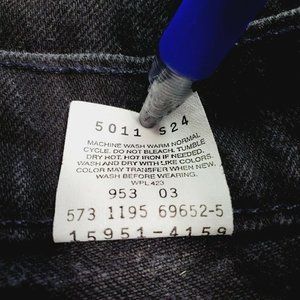 5011 S24
MACHINE WASH WARM NORMAL
CYCLE. DO NOT BLEACH. TUMBLE
DRY HOT. HOT IRON IF NEEDED.
WASH AND DRY WITH LIKE COLORS.
COLOR MAY TRANSFER WHEN NEW.
WASH BEFORE WEARING.
WPL 423
953 03
573 1195 69652-5
15951-4159